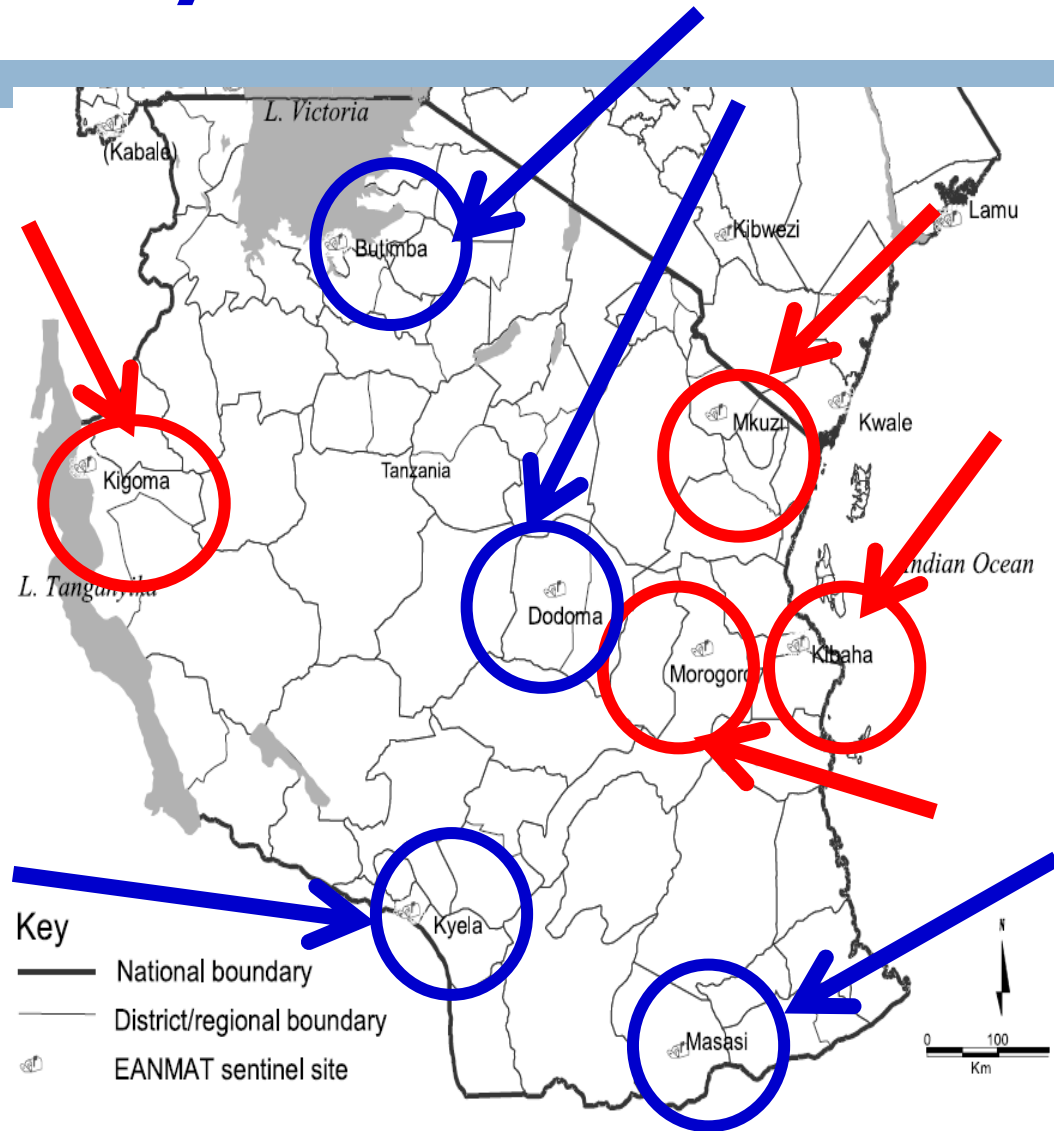 L. Victoria
(Kabale)
Lamu
Kibwezi
Butimba
Mkuzi
Kwale
Tanzania
Kigoma
Indian Ocean
L. Tanganyika
Dodoma
Kibaha
Morogoro
Kyela
Key
National boundary
District/regional boundary
EANMAT sentinel site
Masasi
N
0 100
Km